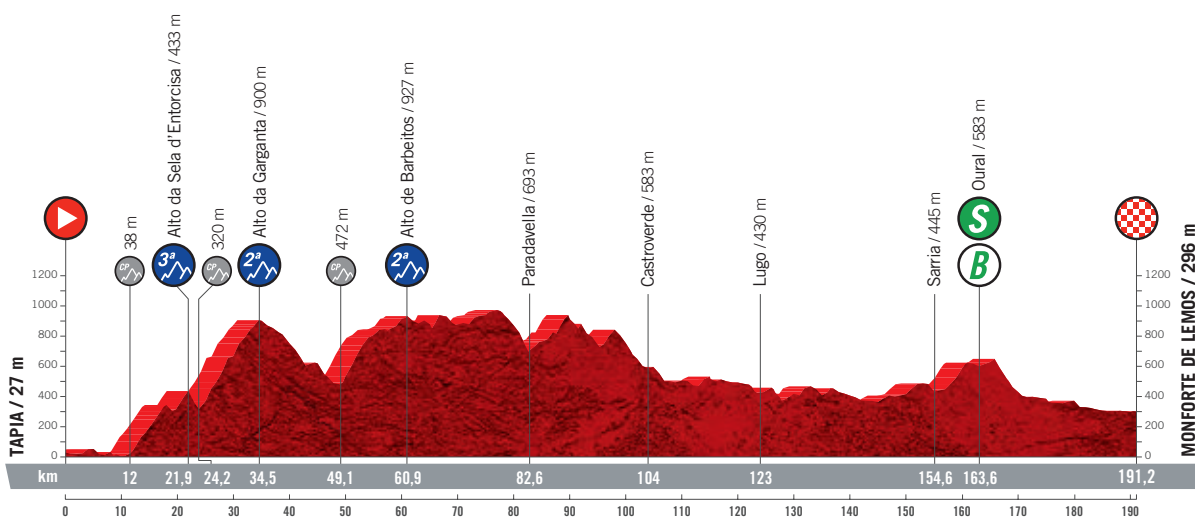 Alto da Sela d'Entorcisa / 433 m
Alto da Garganta / 900 m
Alto de Barbeitos / 927 m
Oural / 583 m
38 m
320 m
472 m
Paradavella / 693 m
Castroverde / 583 m
Lugo / 430 m
Sarria / 445 m
S
B
CP
3ª
CP
2ª
CP
2ª
1200
1000
800
600
400
200
0
1200
1000
800
600
400
200
0
TAPIA / 27 m
MONFORTE DE LEMOS / 296 m
km 12 21,9 24,2 34,5 49,1 60,9 82,6 104 123 154,6 163,6 191,2
0 10 20 30 40 50 60 70 80 90 100 110 120 130 140 150 160 170 180 190